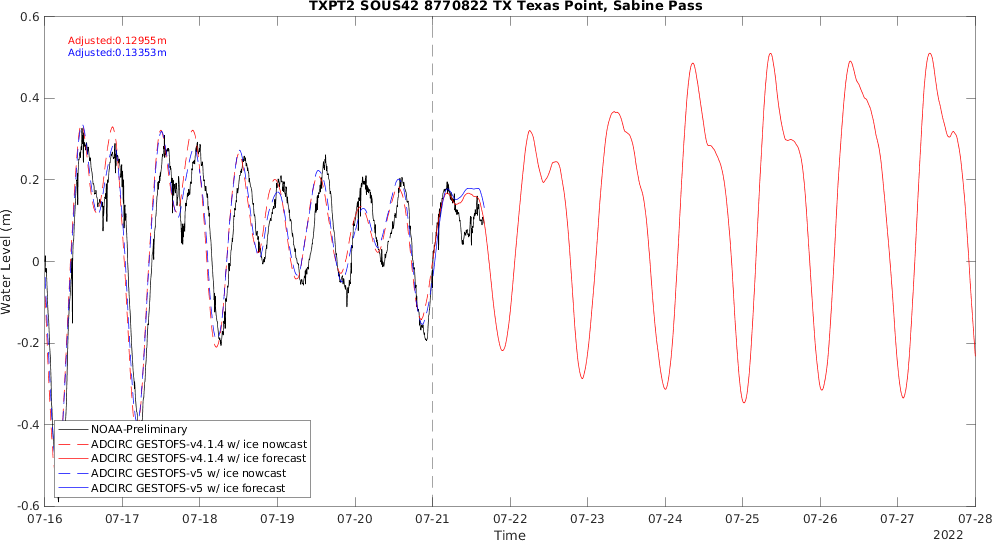 TXPT2 SOUS42 8770822 TX Texas Point, Sabine Pass
Adjusted:0.12955m
Adjusted:0.13353m
Water Level (m)
0.6
0.4
0.2
0
-0.2
-0.4
-0.6
NOAA-Preliminary
ADCIRC GESTOFS-v4.1.4 w/ ice nowcast
ADCIRC GESTOFS-v4.1.4 w/ ice forecast
ADCIRC GESTOFS-v5 w/ ice nowcast
ADCIRC GESTOFS-v5 w/ ice forecast
07-16 07-17 07-18 07-19 07-20 07-21 07-22 07-23 07-24 07-25 07-26 07-27 07-28
Time
2022